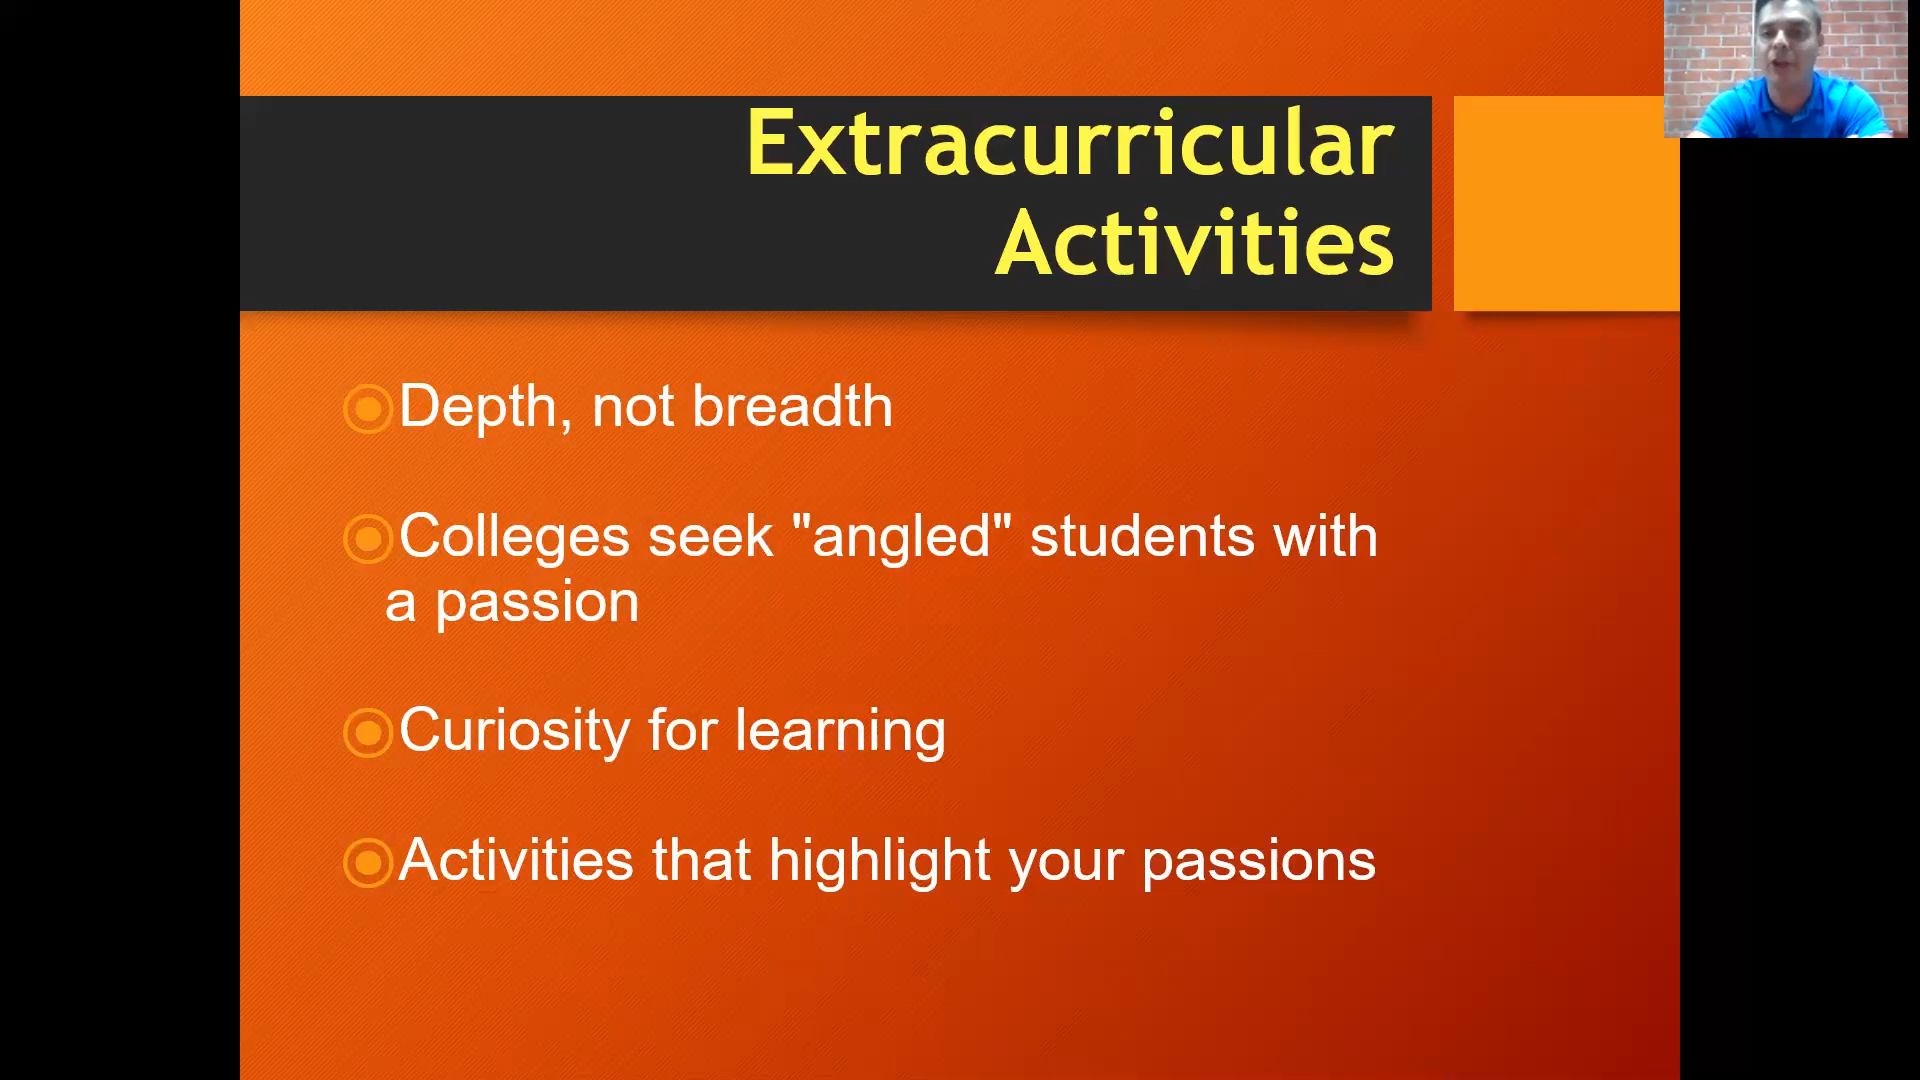 Extracurricular
Activities
Depth, not breadth
Colleges seek "angled" students with
a passion
Curiosity for learning
Activities that highlight your passions